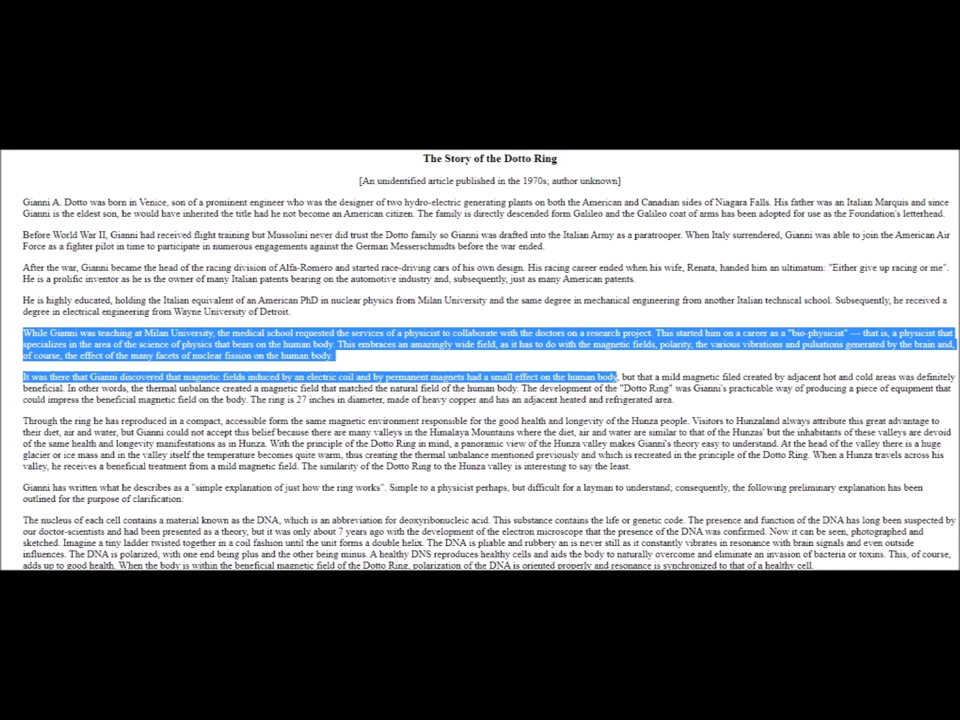 The Story of the Dotto Ring
[An unidentified article published in the 1970s; author unknown]
Gianni A. Dotto was born in Venice, son of a prominent engineer who was the designer of two hydro-electric generating plants on both the American and Canadian sides of Niagara Falls. His father was an Italian Marquis and since
Gianni is the eldest son, he would have inherited the title had he not become an American citizen. The family is directly descended form Galileo and the Galileo coat of arms has been adopted for use as the Foundation's letterhead.
Before World War II, Gianni had received flight training but Mussolini never did trust the Dotto family so Gianni was drafted into the Italian Army as a paratrooper. When Italy surrendered, Gianni was able to join the American Air
Force as a fighter pilot in time to participate in numerous engagements against the German Messerschmidts before the war ended.
After the war, Gianni became the head of the racing division of Alfa-Romero and started race-driving cars of his own design. His racing career ended when his wife, Renata, handed him an ultimatum: "Either give up racing or me".
He is a prolific inventor as he is the owner of many Italian patents bearing on the automotive industry and, subsequently, just as many American patents.
He is highly educated, holding the Italian equivalent of an American PhD in nuclear physics from Milan University and the same degree in mechanical engineering from another Italian technical school. Subsequently, he received a
degree in electrical engineering from Wayne University of Detroit.
While Gianni was teaching at Milan University, the medical school requested the services of a physicist to collaborate with the doctors on a research project. This started him on a career as a "bio-physicist" --- that is, a physicist that
specializes in the area of the science of physics that bears on the human body. This embraces an amazingly wide field, as it has to do with the magnetic fields, polarity, the various vibrations and pulsations generated by the brain and,
of course, the effect of the many facets of nuclear fission on the human body.
It was there that Gianni discovered that magnetic fields induced by an electric coil and by permanent magnets had a small effect on the human body, but that a mild magnetic filed created by adjacent hot and cold areas was definitely
beneficial. In other words, the thermal unbalance created a magnetic field that matched the natural field of the human body. The development of the "Dotto Ring" was Gianni's practicable way of producing a piece of equipment that
could impress the beneficial magnetic field on the body. The ring is 27 inches in diameter, made of heavy copper and has an adjacent heated and refrigerated area.
Through the ring he has reproduced in a compact, accessible form the same magnetic environment responsible for the good health and longevity of the Hunza people. Visitors to Hunzaland always attribute this great advantage to
their diet, air and water, but Gianni could not accept this belief because there are many valleys in the Himalaya Mountains where the diet, air and water are similar to that of the Hunzas' but the inhabitants of these valleys are devoid
of the same health and longevity manifestations as in Hunza. With the principle of the Dotto Ring in mind, a panoramic view of the Hunza valley makes Gianni's theory easy to understand. At the head of the valley there is a huge
glacier or ice mass and in the valley itself the temperature becomes quite warm, thus creating the thermal unbalance mentioned previously and which is recreated in the principle of the Dotto Ring. When a Hunza travels across his
valley, he receives a beneficial treatment from a mild magnetic field. The similarity of the Dotto Ring to the Hunza valley is interesting to say the least.
Gianni has written what he describes as a "simple explanation of just how the ring works". Simple to a physicist perhaps, but difficult for a layman to understand; consequently, the following preliminary explanation has been
outlined for the purpose of clarification:
The nucleus of each cell contains a material known as the DNA, which is an abbreviation for deoxyribonucleic acid. This substance contains the life or genetic code. The presence and function of the DNA has long been suspected by
our doctor-scientists and had been presented as a theory, but it was only about 7 years ago with the development of the electron microscope that the presence of the DNA was confirmed. Now it can be seen, photographed and
sketched. Imagine a tiny ladder twisted together in a coil fashion until the unit forms a double helix. The DNA is pliable and rubbery an is never still as it constantly vibrates in resonance with brain signals and even outside
influences. The DNA is polarized, with one end being plus and the other being minus. A healthy DNS reproduces healthy cells and aids the body to naturally overcome and eliminate an invasion of bacteria or toxins. This, of course,
adds up to good health. When the body is within the beneficial magnetic field of the Dotto Ring, polarization of the DNA is oriented properly and resonance is synchronized to that of a healthy cell.